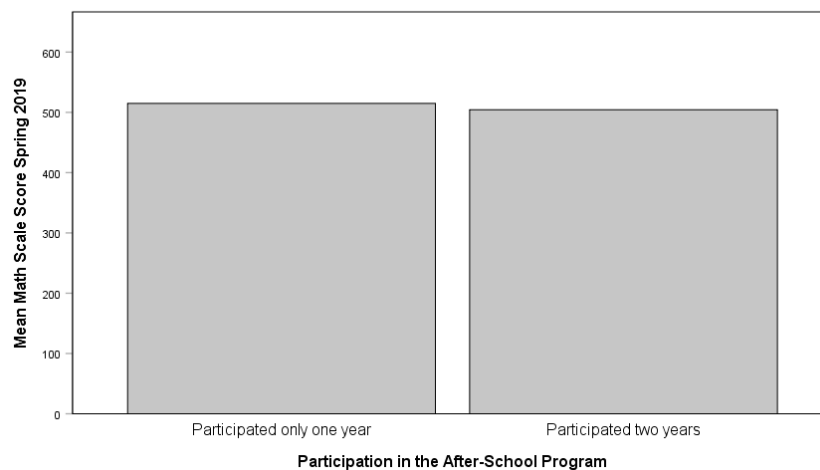 Mean Math Scale Score Spring 2019
600
500
400
300
200
100
0
Participated only one year
Participated two years
Participation in the After-School Program